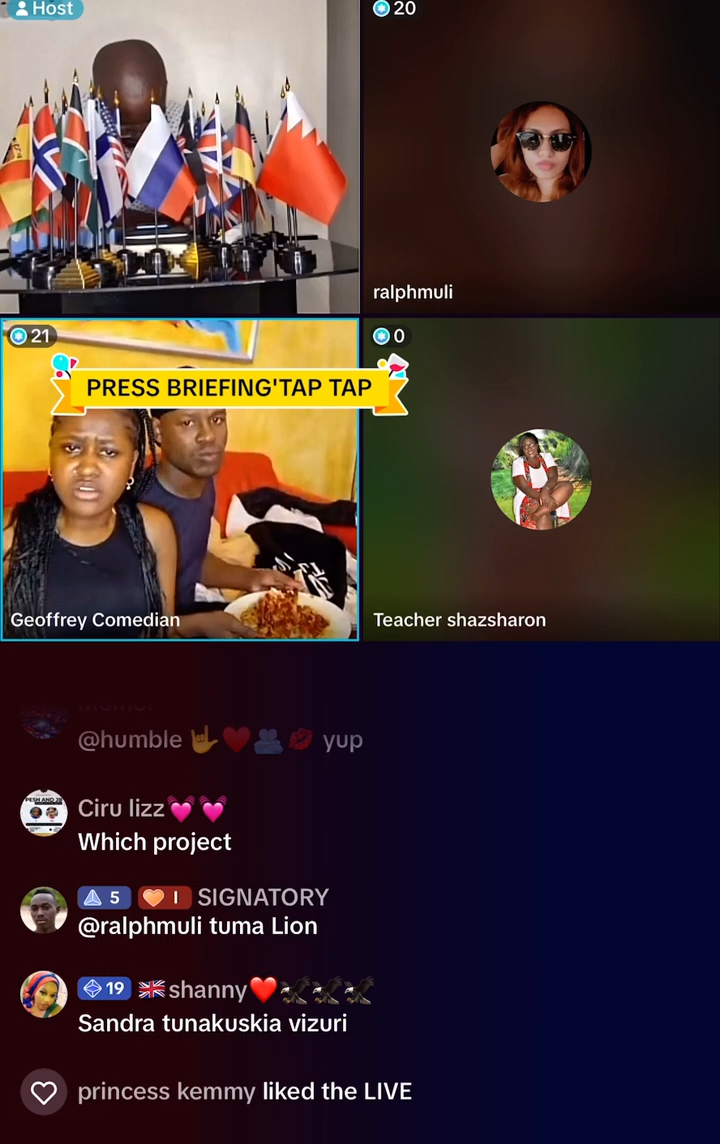 Host
20
ralphmuli
21
PRESS BRIEFING'TAP TAP
0
Geoffrey Comedian
Teacher shazsharon
@humble 🤟❤️🫂💋 yup
Ciru lizz💓💓
Which project
5 I SIGNATORY
@ralphmuli tuma Lion
19 🇬🇧shanny❤️🦅🦅🦅
Sandra tunakuskia vizuri
princess kemmy liked the LIVE